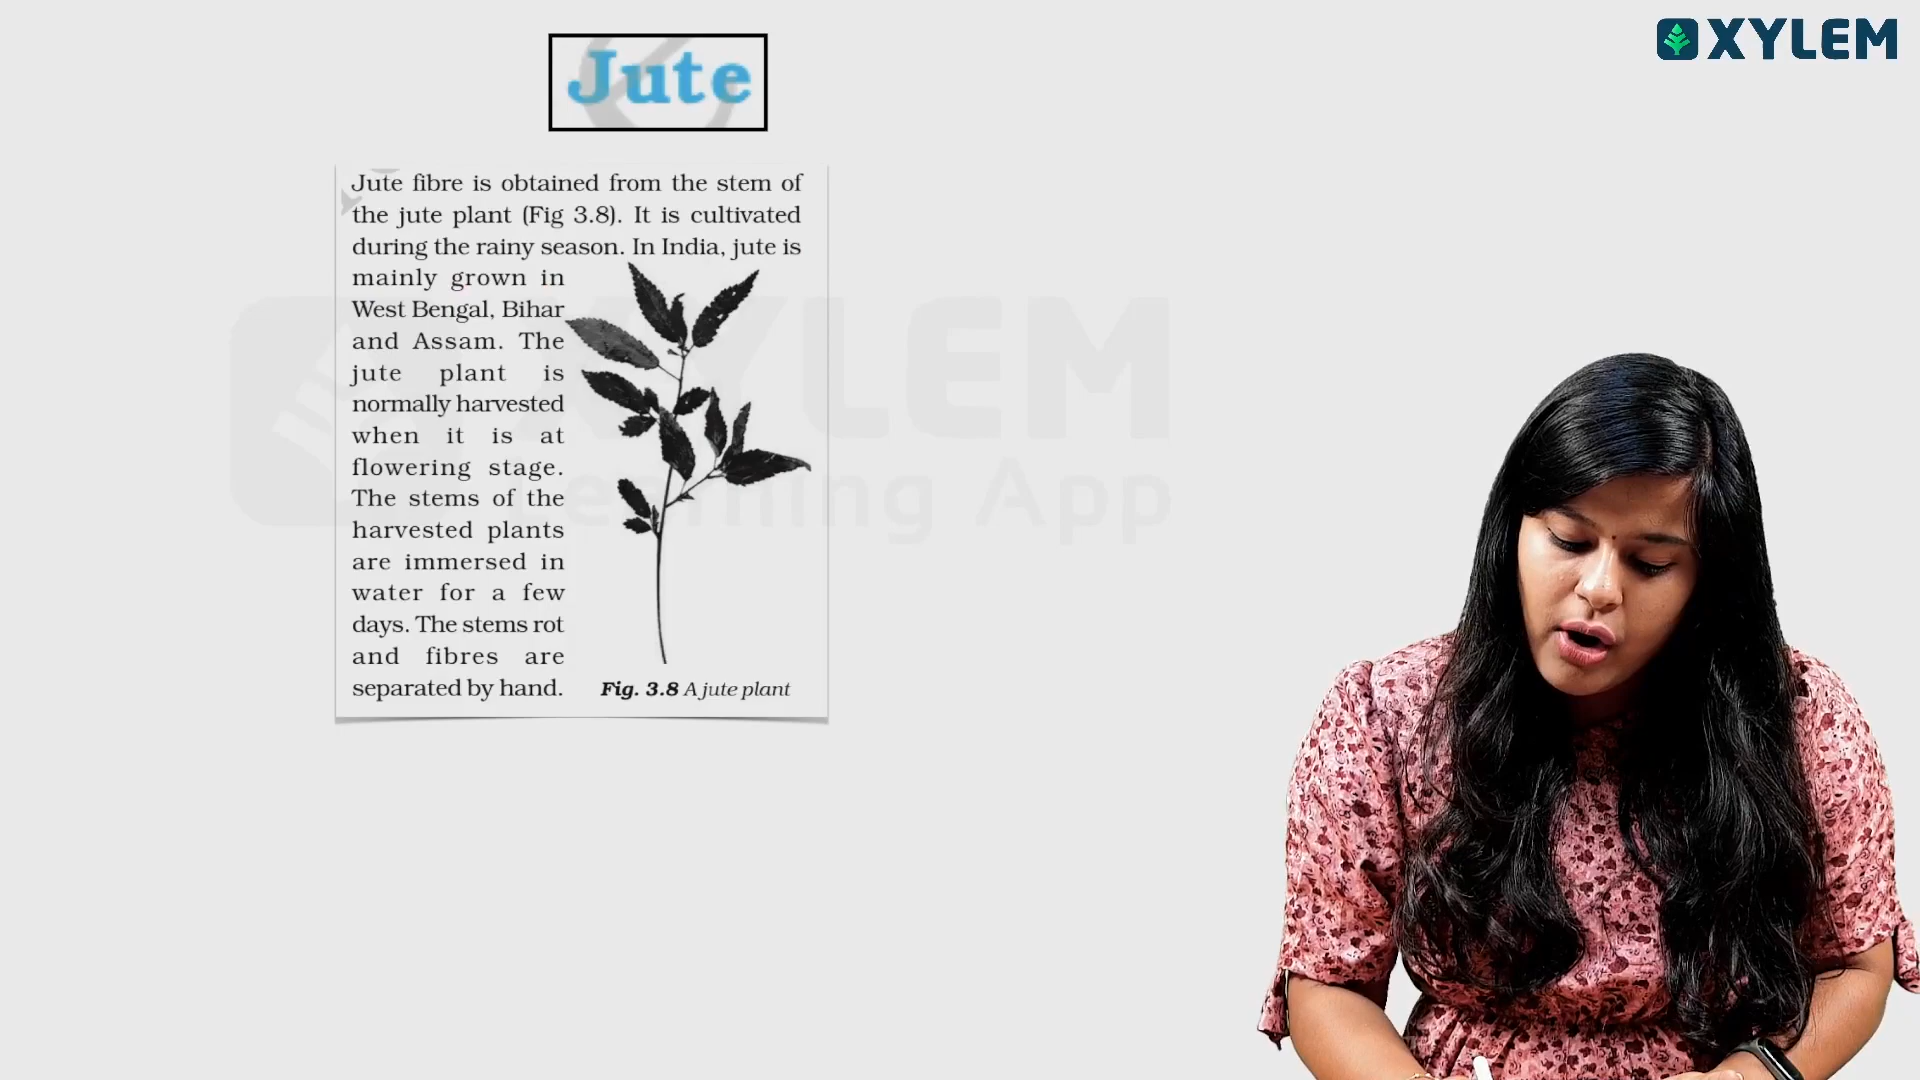 XYLEM
Jute
Jute fibre is obtained from the stem of
the jute plant (Fig 3.8). It is cultivated
during the rainy season. In India, jute is
mainly grown in
West Bengal, Bihar
and Assam. The
jute plant is
normally harvested
when it is at
flowering stage.
The stems of the
harvested plants
are immersed in
water for a few
days. The stems rot
and fibres are
separated by hand.
Fig. 3.8 A jute plant
XYLEM
Learning App